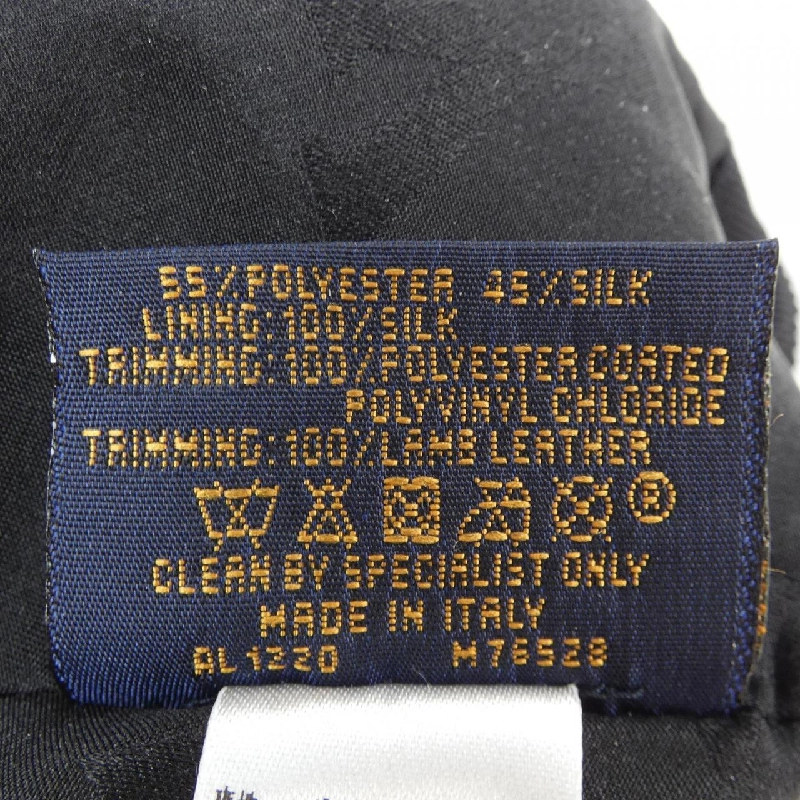 55%POLYESTER 45%SILK
LINING:100%SILK
TRIMMING:100%POLYESTER COATED
POLYVINYL CHLORIDE
TRIMMING:100%LAMB LEATHER
®
CLEAN BY SPECIALIST ONLY
MADE IN ITALY
AL1220 M76528